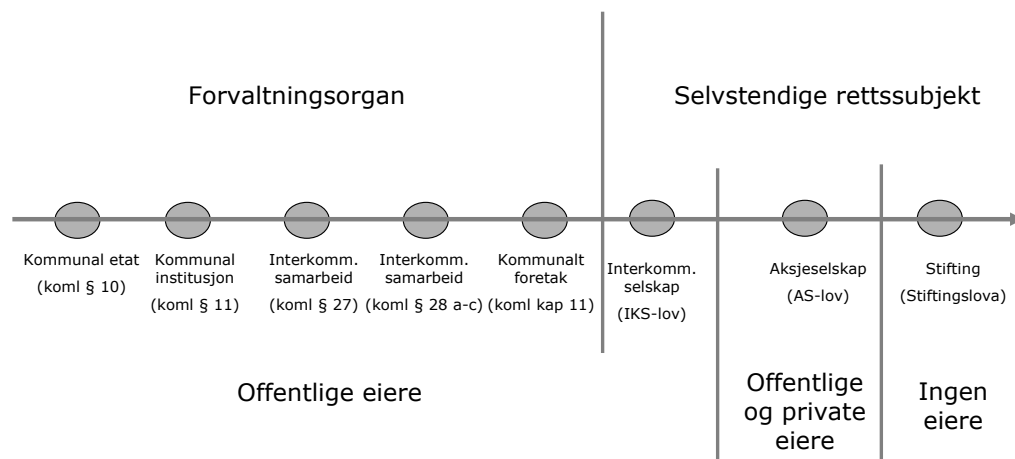 Forvaltningsorgan
Selvstendige rettssubjekt
Kommunal etat
(koml § 10)
Kommunal
institusjon
(koml § 11)
Interkomm.
samarbeid
(koml § 27)
Interkomm.
samarbeid
(koml § 28 a-c)
Kommunalt
foretak
(koml kap 11)
Interkomm.
selskap
(IKS-lov)
Aksjeselskap
(AS-lov)
Stifting
(Stiftingslova)
Offentlige eiere
Offentlige
og private
eiere
Ingen
eiere